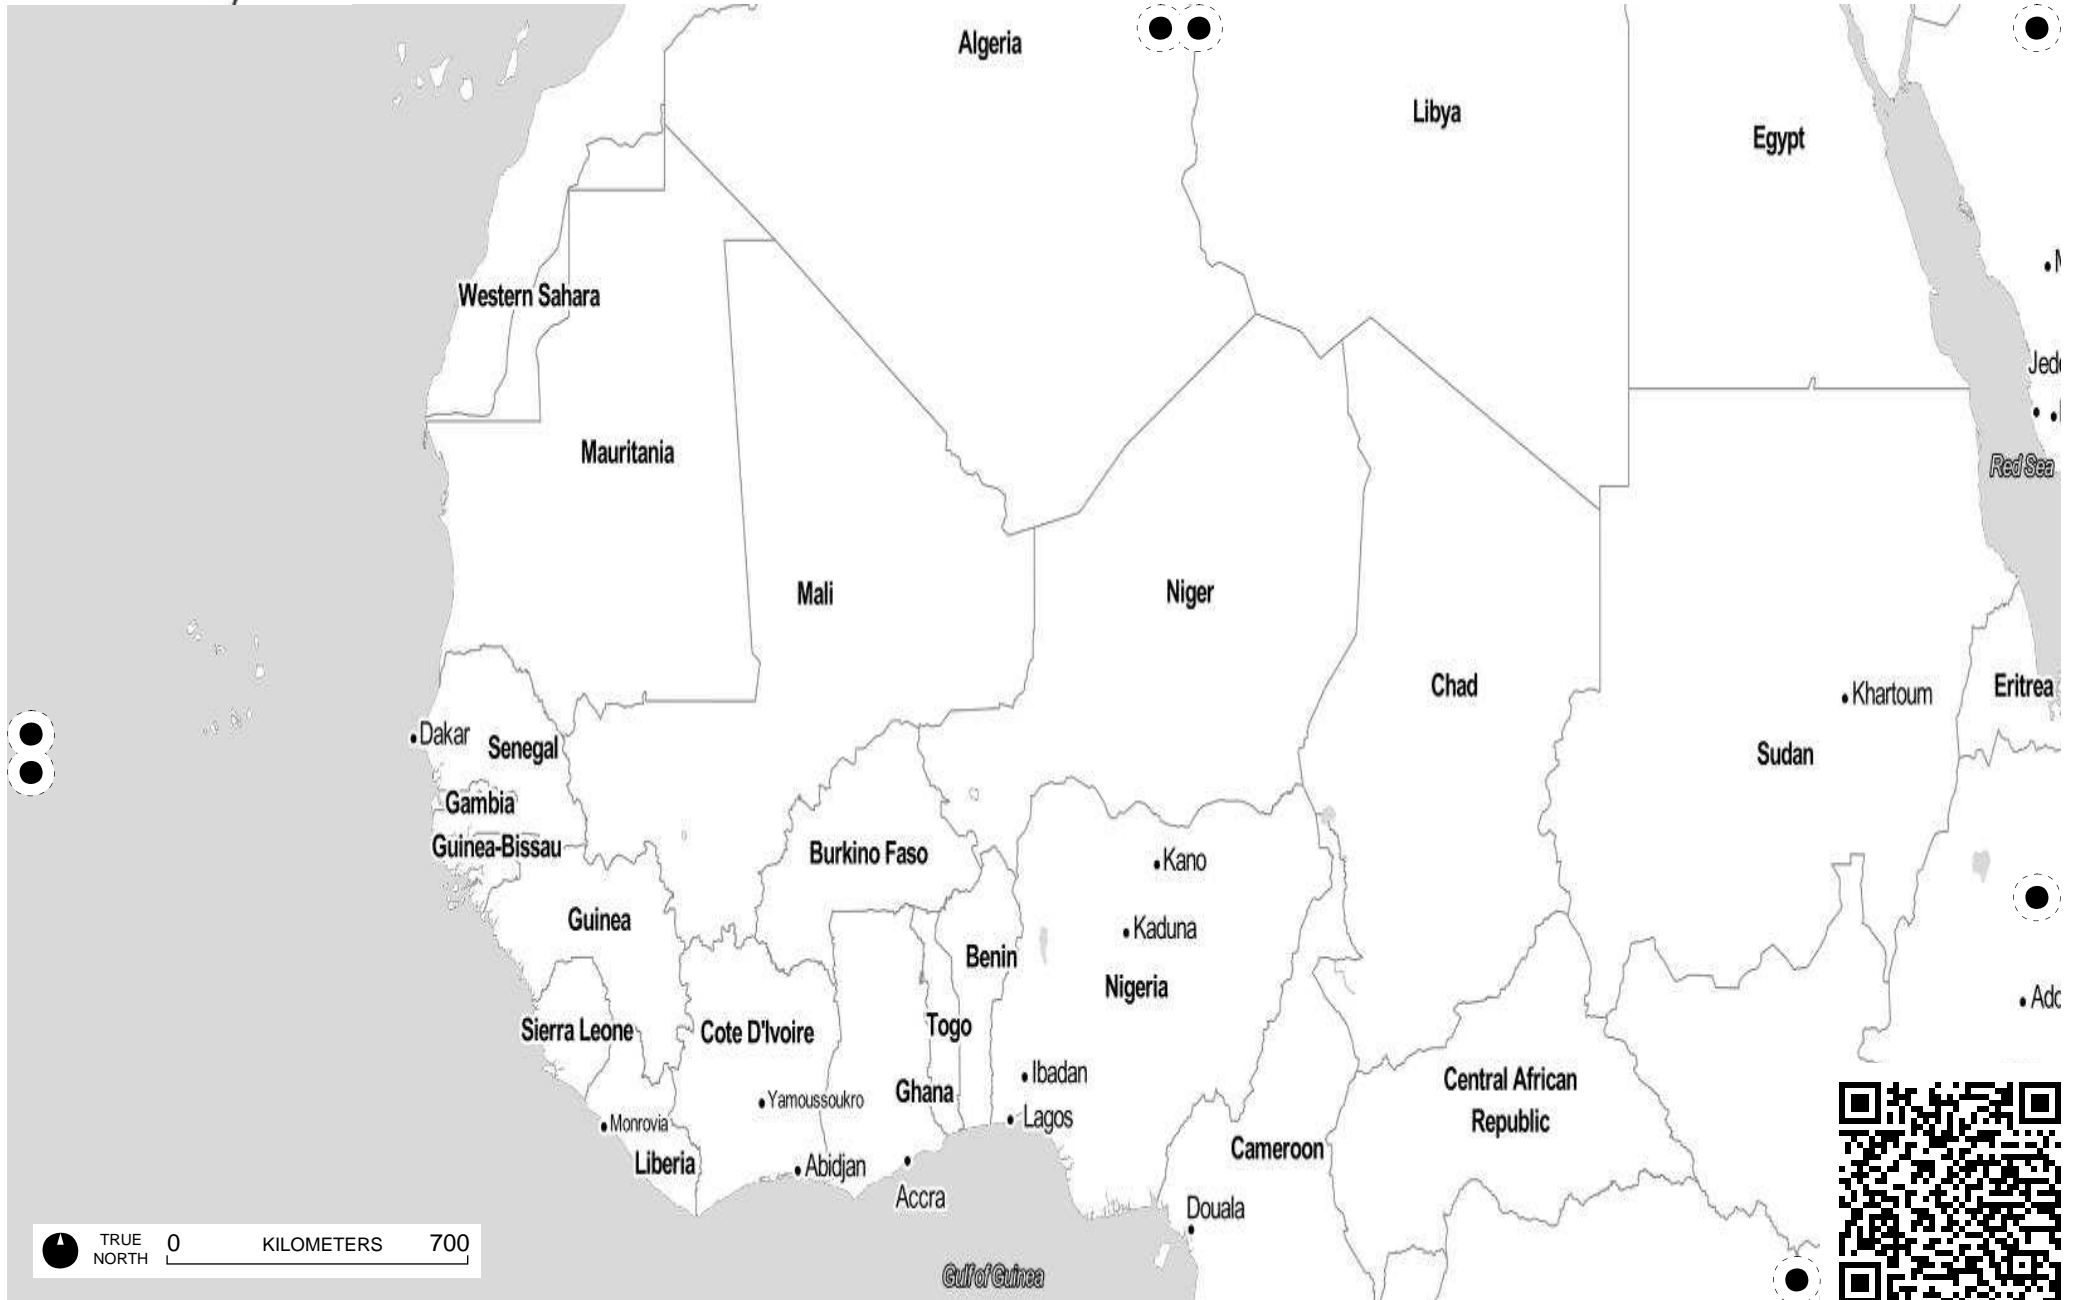 Algeria
Libya
Egypt
Western Sahara
Mauritania
Red Sea
Mali
Niger
Chad
Khartoum
Eritrea
Dakar
Senegal
Sudan
Gambia
Guinea-Bissau
Burkino Faso
Kano
Guinea
Kaduna
Benin
Nigeria
Sierra Leone
Cote D'Ivoire
Togo
Ibadan
Ghana
Central African
Republic
Yamoussoukro
Lagos
Monrovia
Liberia
Abidjan
Cameroon
Accra
Douala
Gulf of Guinea
TRUE
NORTH
0 KILOMETERS 700